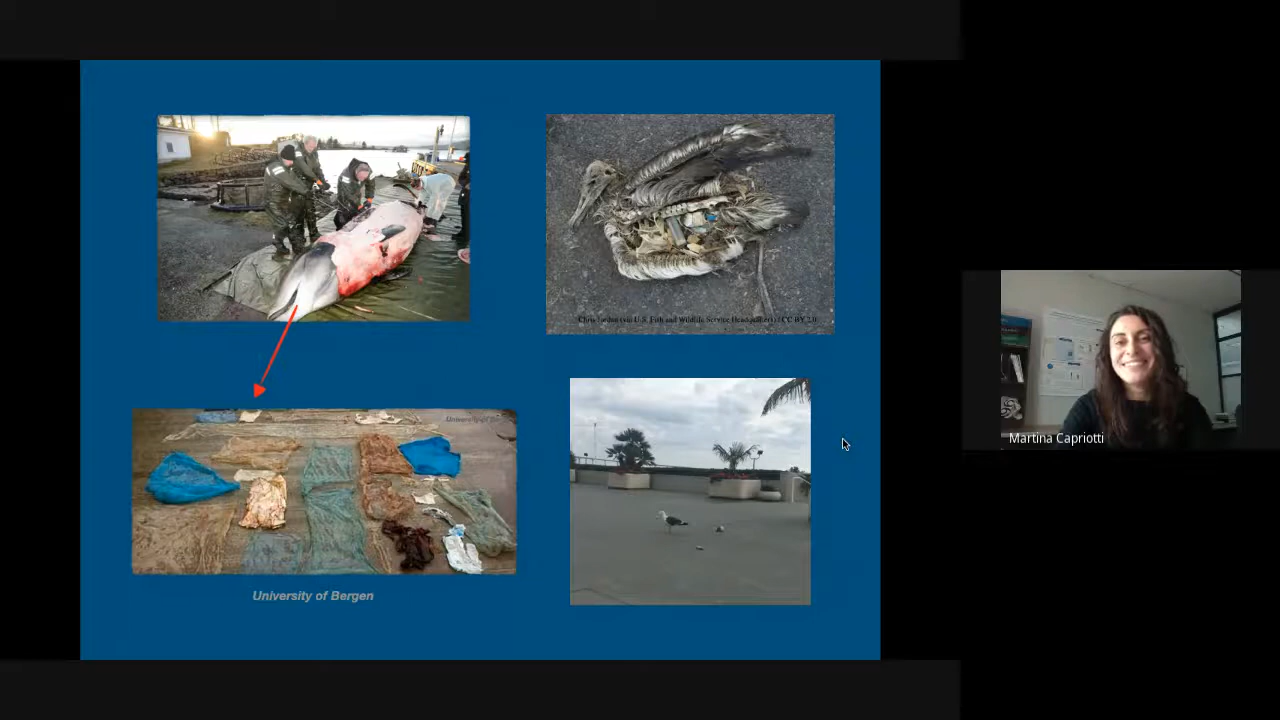 Chris Jordan (via U.S. Fish and Wildlife Service Headquarters) / CC BY 2.0
University of Bergen
Martina Capriotti